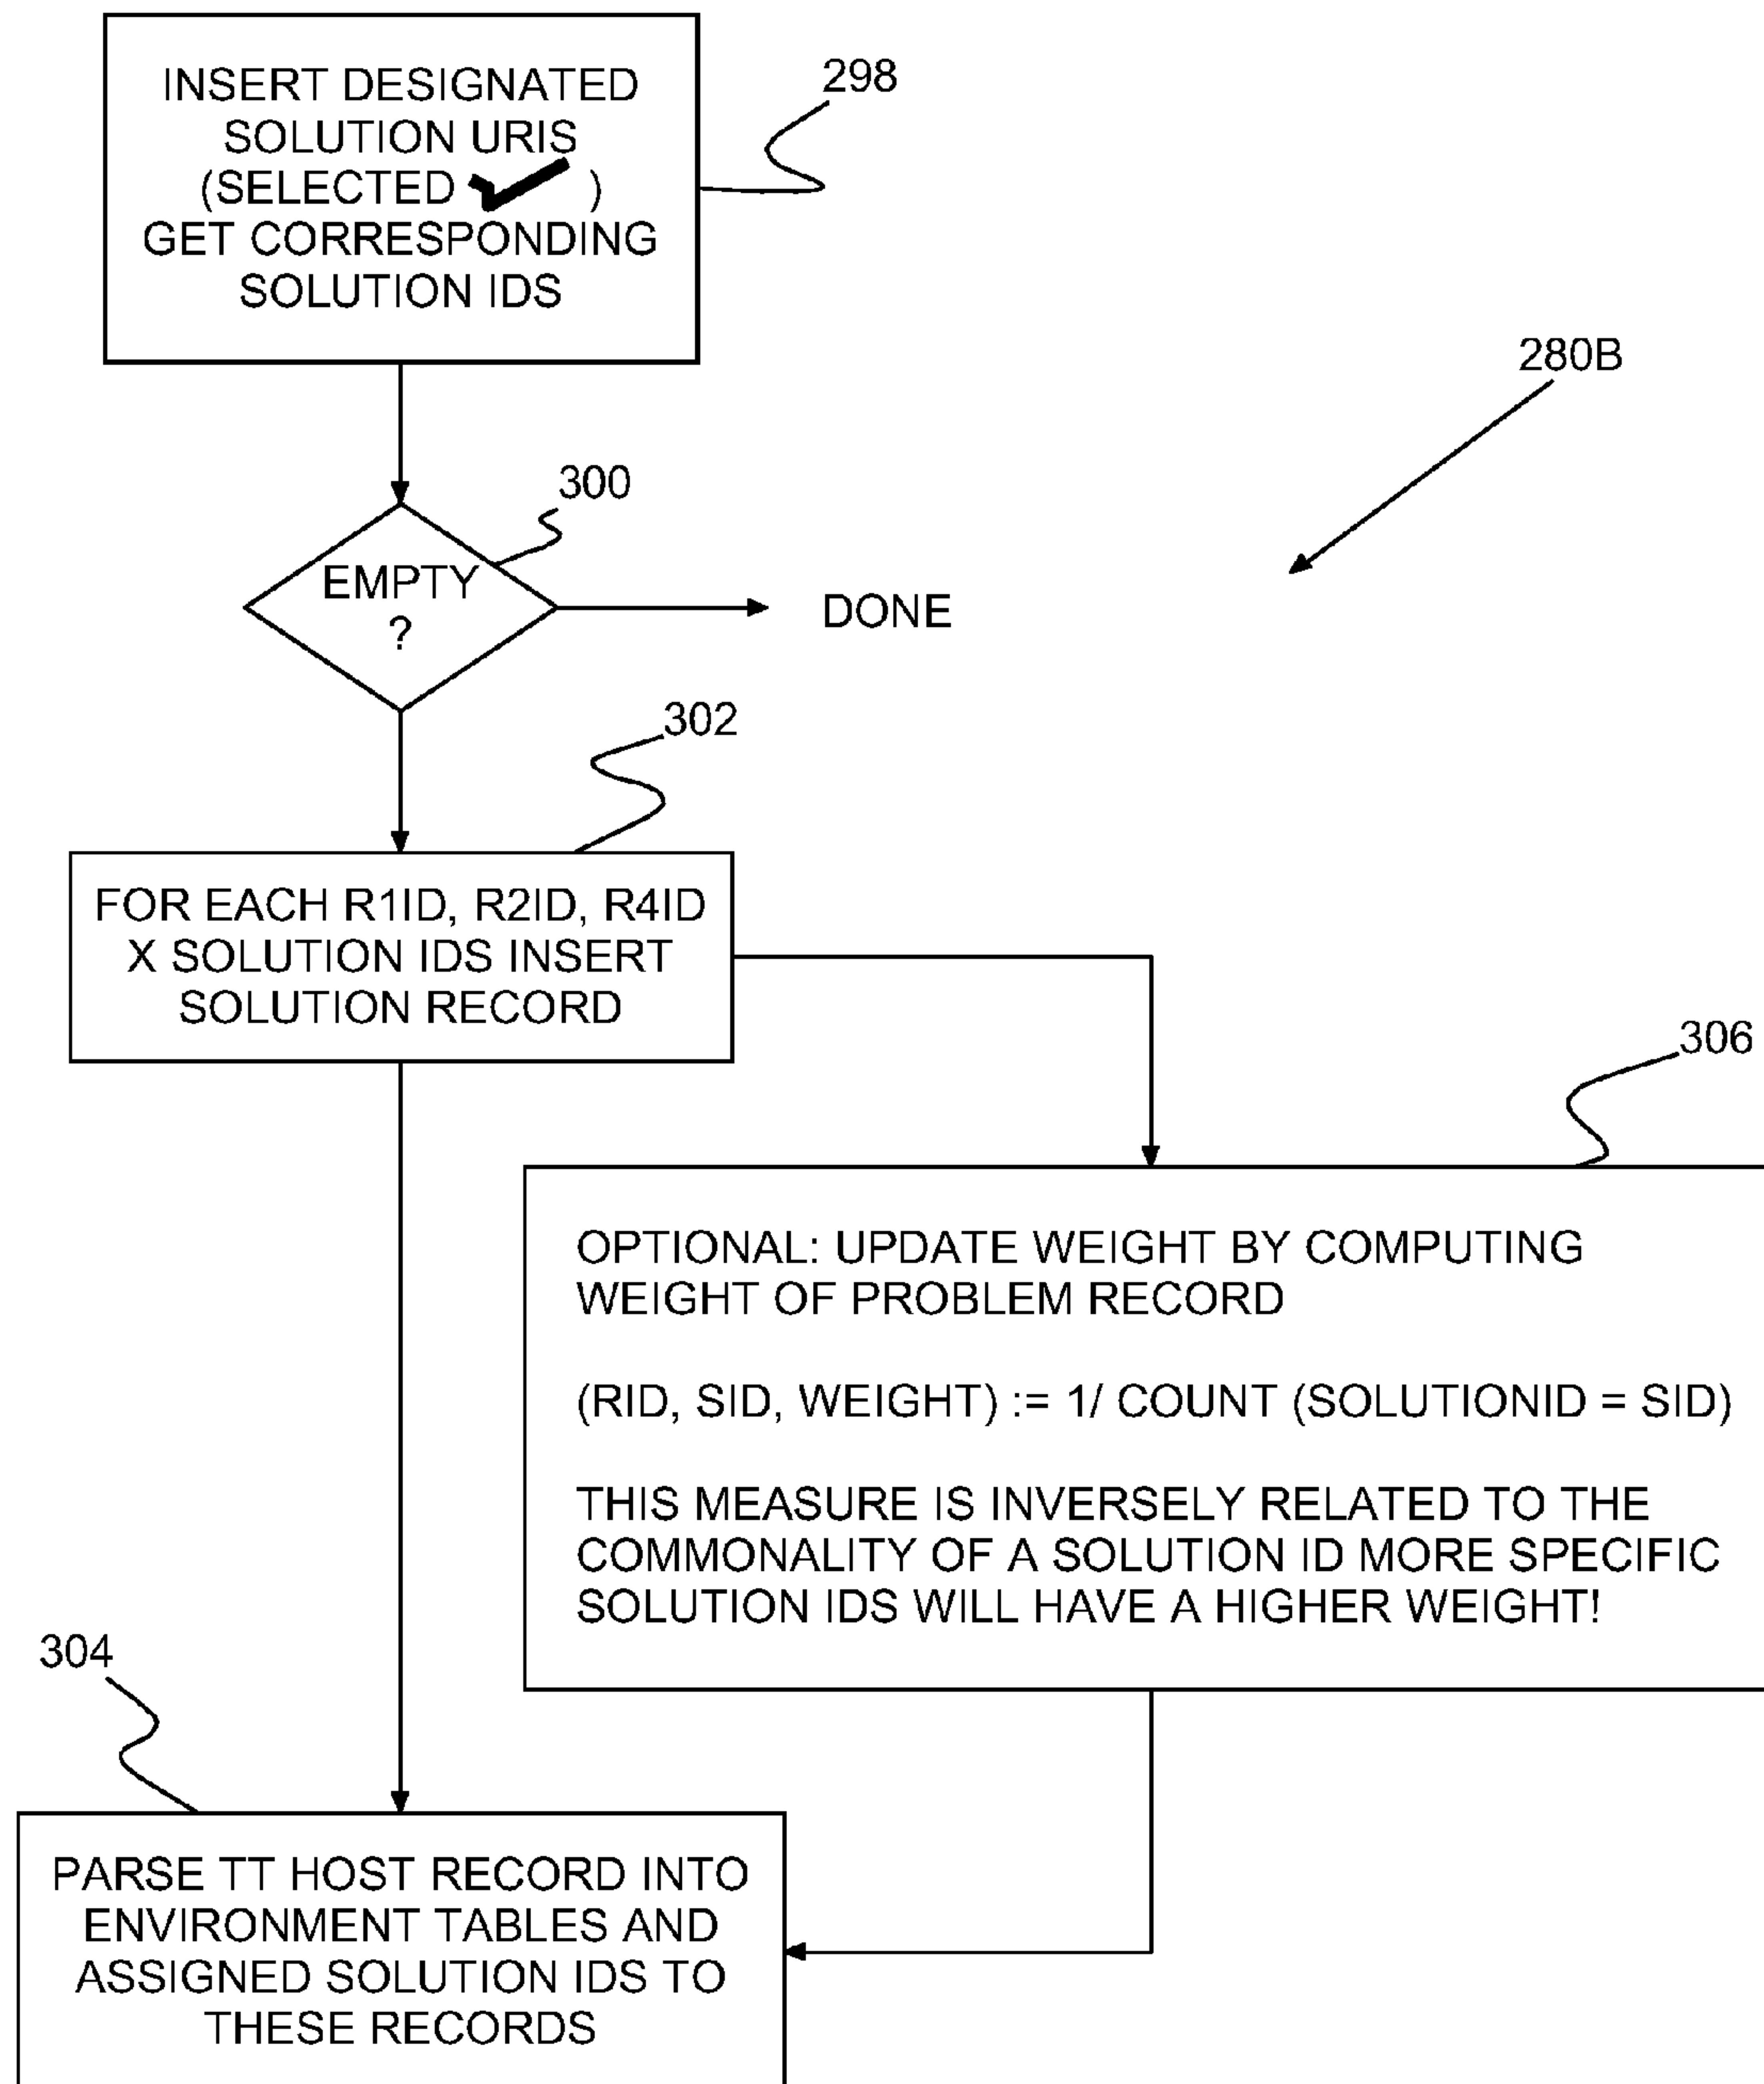 INSERT DESIGNATED
SOLUTION URIS
(SELECTED ✔ )
GET CORRESPONDING
SOLUTION IDS
298
280B
300
EMPTY
?
DONE
302
FOR EACH R1ID, R2ID, R4ID
X SOLUTION IDS INSERT
SOLUTION RECORD
306
OPTIONAL: UPDATE WEIGHT BY COMPUTING
WEIGHT OF PROBLEM RECORD
(RID, SID, WEIGHT) := 1/ COUNT (SOLUTIONID = SID)
THIS MEASURE IS INVERSELY RELATED TO THE
COMMONALITY OF A SOLUTION ID MORE SPECIFIC
SOLUTION IDS WILL HAVE A HIGHER WEIGHT!
304
PARSE TT HOST RECORD INTO
ENVIRONMENT TABLES AND
ASSIGNED SOLUTION IDS TO
THESE RECORDS